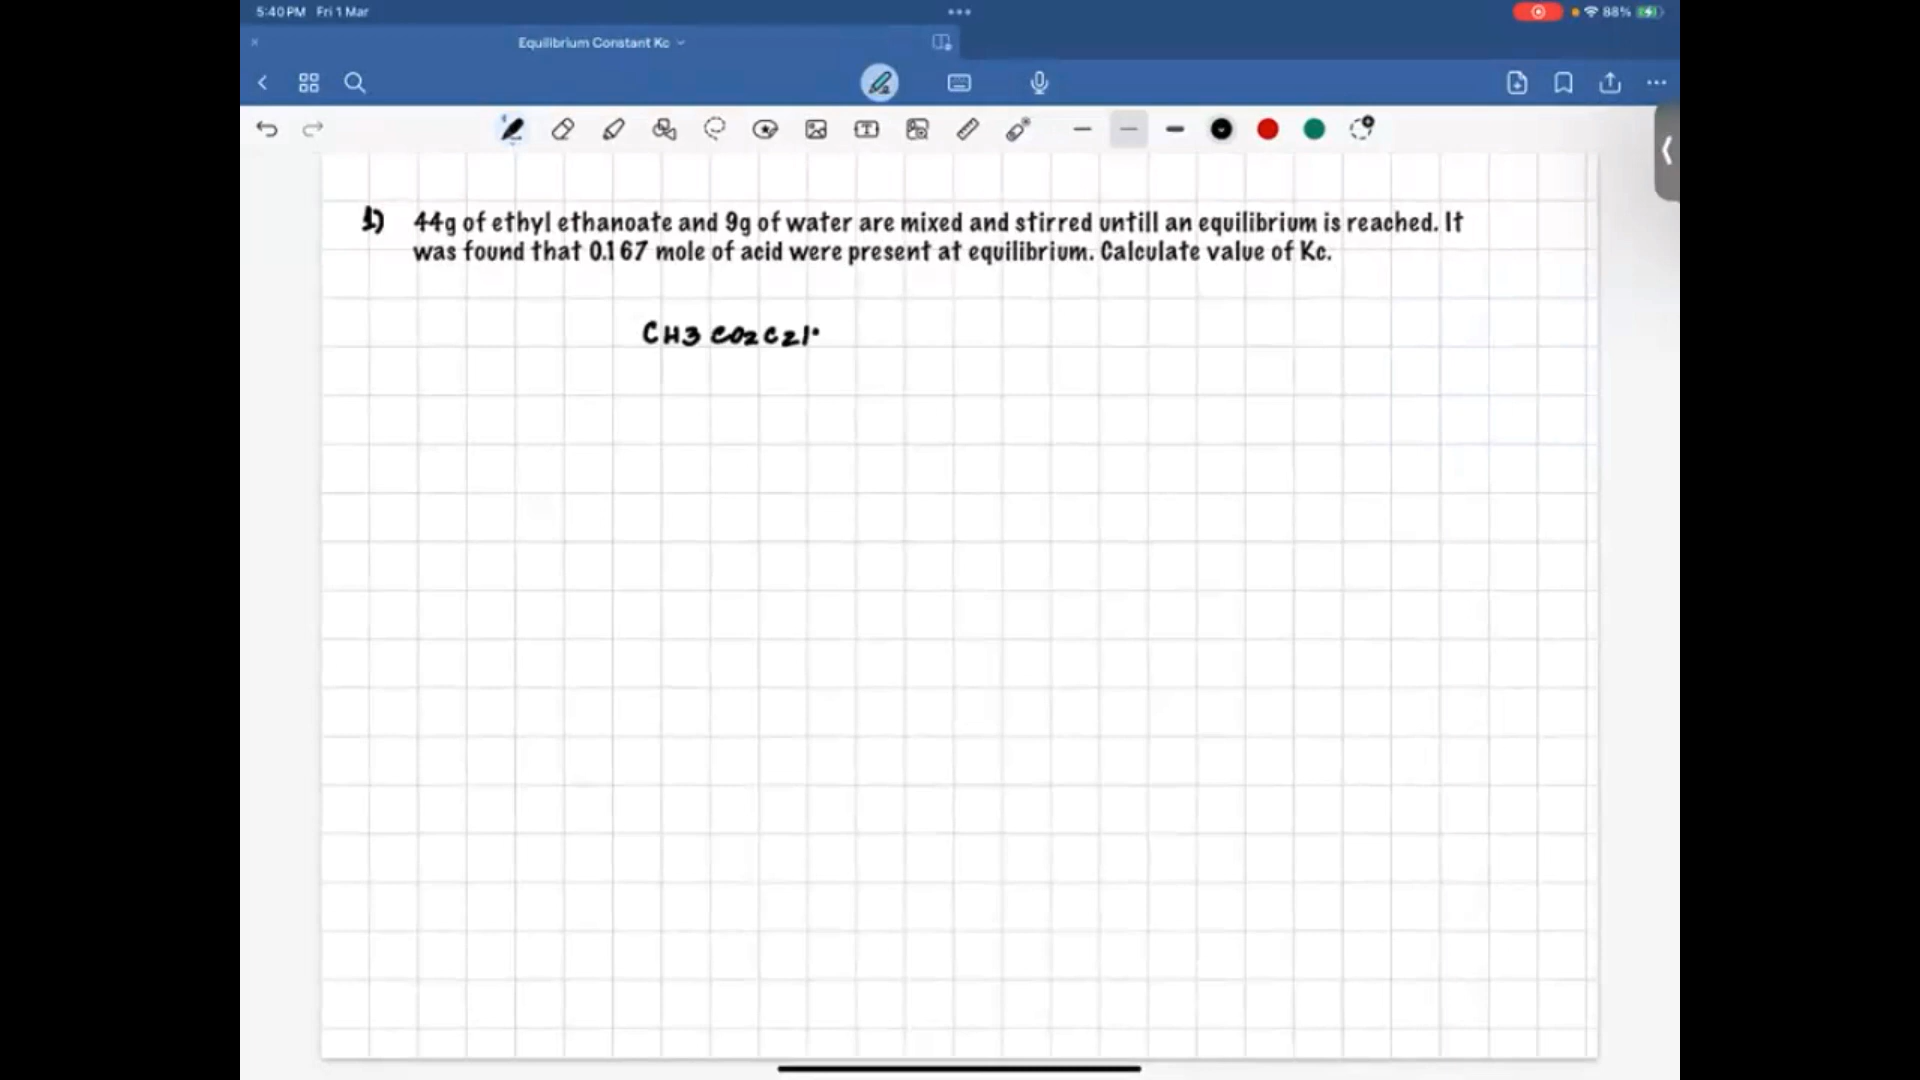 5:40 PM Fri 1 Mar
88%
Equilibrium Constant Kc
1) 44g of ethyl ethanoate and 9g of water are mixed and stirred untill an equilibrium is reached. It
was found that 0.167 mole of acid were present at equilibrium. Calculate value of Kc.
CH3 CO2C2